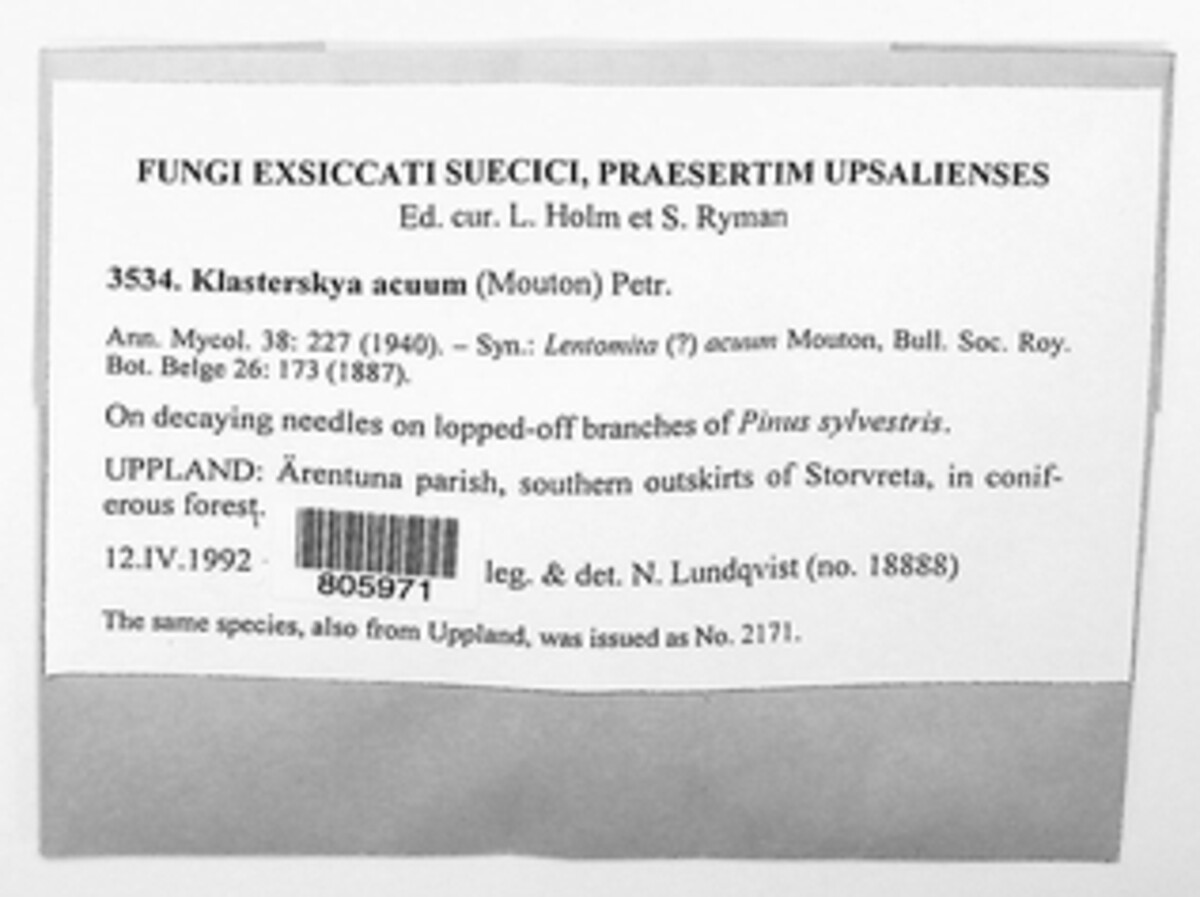 FUNGI EXSICCATI SUECICI, PRAESERTIM UPSALIENSES
Ed. cur. L. Holm et S. Ryman
3534. Klasterskya acuum (Mouton) Petr.
Ann. Mycol. 38: 227 (1940). – Syn.: Lentomita (?) acuum Mouton, Bull. Soc. Roy.
Bot. Belge 26: 173 (1887).
On decaying needles on lopped-off branches of Pinus sylvestris.
UPPLAND: Ärentuna parish, southern outskirts of Storvreta, in conif-
erous forest.
12.IV.1992 leg. & det. N. Lundqvist (no. 18888)
805971
The same species, also from Uppland, was issued as No. 2171.